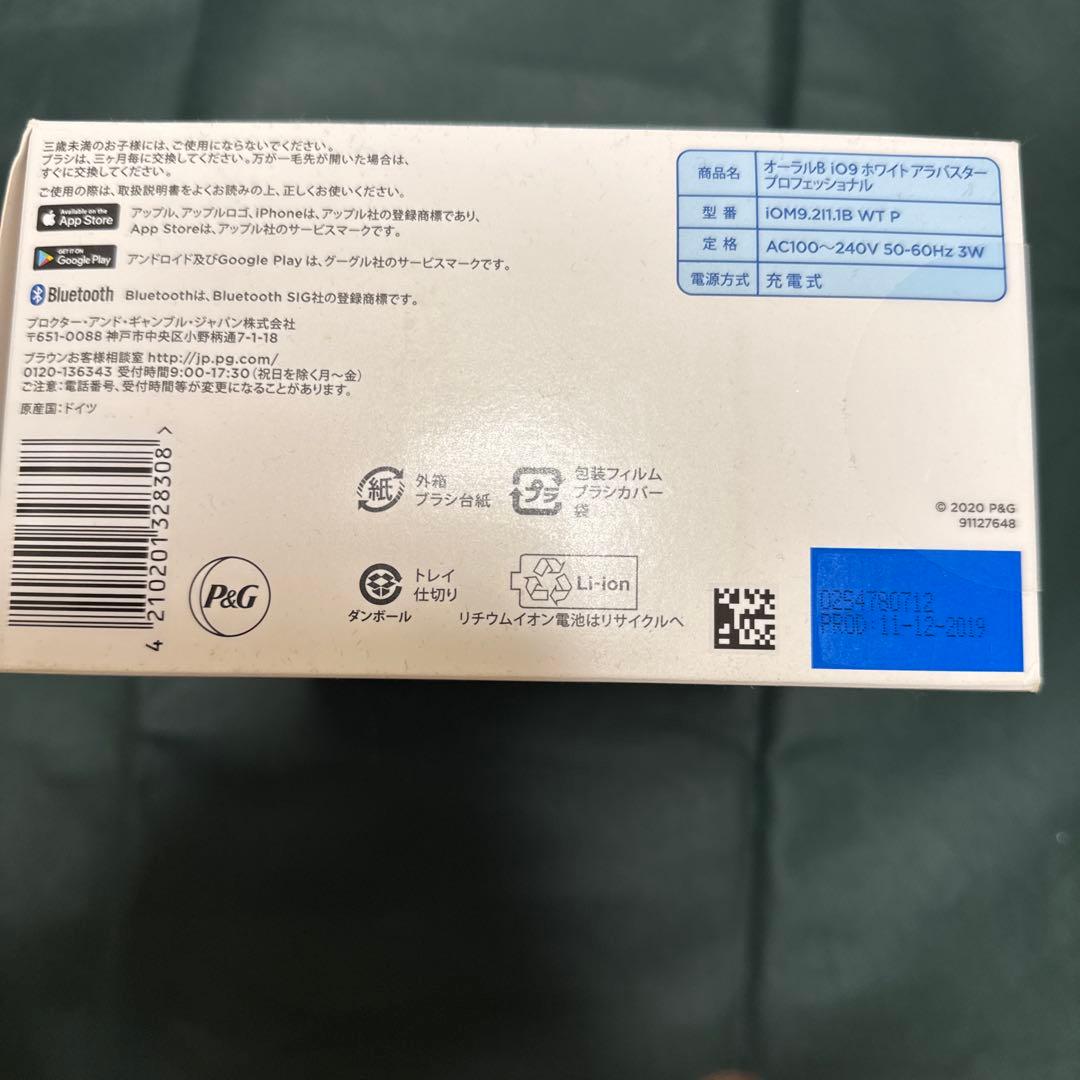 三歳未満のお子様には、ご使用にならないでください。
ブラシは、三ヶ月毎に交換してください。万が一毛先が開いた場合は、
すぐに交換してください。
ご使用の際は、取扱説明書をよくお読みの上、正しくお使いください。
Available on the
App Store
アップル、アップルロゴ、iPhoneは、アップル社の登録商標であり、
App Storeは、アップル社のサービスマークです。
GET IT ON
Google Play
アンドロイド及びGoogle Play は、グーグル社のサービスマークです。
Bluetooth
Bluetoothは、Bluetooth SIG社の登録商標です。
プロクター・アンド・ギャンブル・ジャパン株式会社
〒651-0088 神戸市中央区小野柄通7-1-18
ブラウンお客様相談室 http://jp.pg.com/
0120-136343 受付時間9:00-17:30(祝日を除く月〜金)
ご注意:電話番号、受付時間等が変更になることがあります。
原産国:ドイツ
商品名 オーラルB iO9 ホワイト アラバスター
プロフェッショナル
型番 iOM9.2I1.1B WT P
定格 AC100〜240V 50-60Hz 3W
電源方式 充電式
4 210201 328308 >
P&G
紙
外箱
ブラシ台紙
プラ
包装フィルム
ブラシカバー
袋
トレイ
仕切り
ダンボール
Li-ion
リチウムイオン電池はリサイクルへ
© 2020 P&G
91127648
02S4780712
PROD:11-12-2019